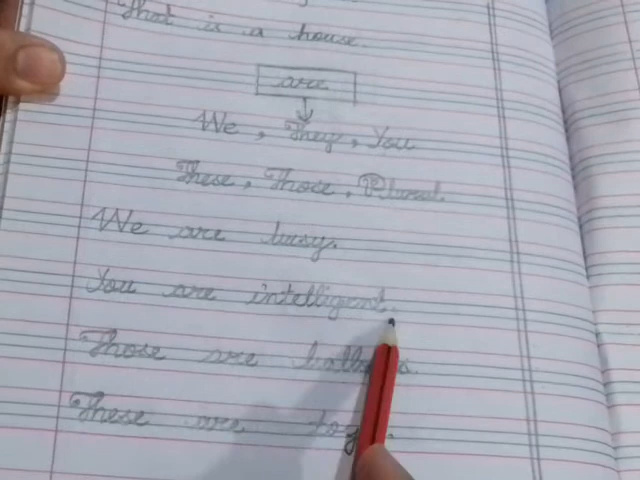 That is a house.
are
We, They, You
These, Those, Plural
We are busy.
You are intelligent.
Those are
These are